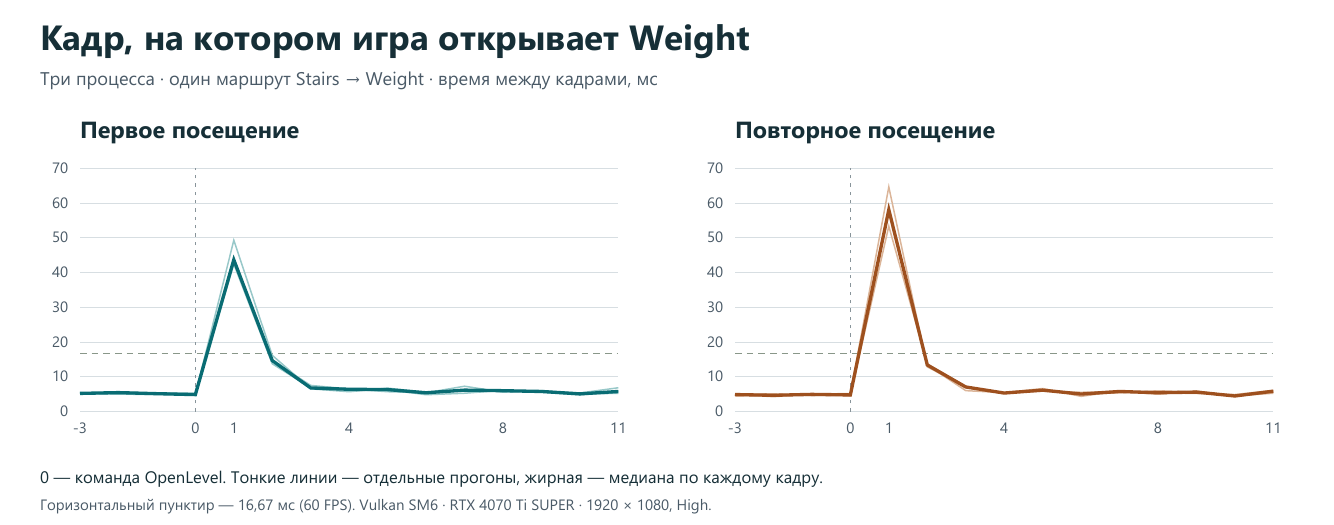 Кадр, на котором игра открывает Weight
Три процесса · один маршрут Stairs → Weight · время между кадрами, мс
Первое посещение
70
60
50
40
30
20
10
0
-3 0 1 4 8 11
Повторное посещение
70
60
50
40
30
20
10
0
-3 0 1 4 8 11
0 — команда OpenLevel. Тонкие линии — отдельные прогоны, жирная — медиана по каждому кадру.
Горизонтальный пунктир — 16,67 мс (60 FPS). Vulkan SM6 · RTX 4070 Ti SUPER · 1920 × 1080, High.